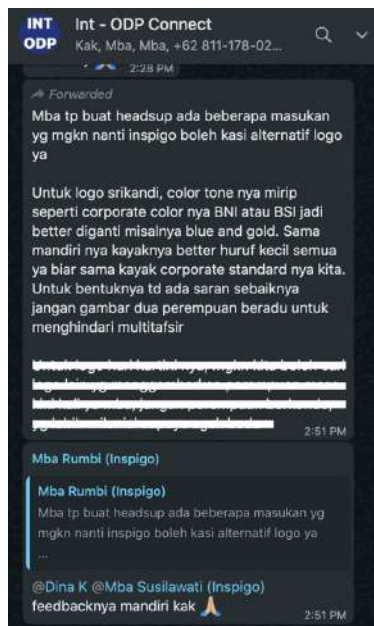 INT
ODP
Int - ODP Connect
Kak, Mba, Mba, +62 811-178-02...
2:28 PM
Forwarded
Mba tp buat headsup ada beberapa masukan
yg mgkn nanti inspigo boleh kasi alternatif logo
ya
Untuk logo srikandi, color tone nya mirip
seperti corporate color nya BNI atau BSI jadi
better diganti misalnya blue and gold. Sama
mandiri nya kayaknya better huruf kecil semua
ya biar sama kayak corporate standard nya kita.
Untuk bentuknya td ada saran sebaiknya
jangan gambar dua perempuan beradu untuk
menghindari multitafsir
2:51 PM
Mba Rumbi (Inspigo)
Mba Rumbi (Inspigo)
Mba tp buat headsup ada beberapa masukan yg
mgkn nanti inspigo boleh kasi alternatif logo ya
...
@Dina K @Mba Susilawati (Inspigo)
feedbacknya mandiri kak 🙏🏼
2:51 PM